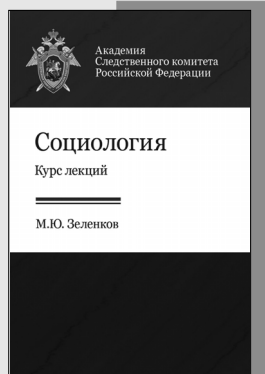 Академия
Следственного комитета
Российской Федерации
Социология
Курс лекций
М.Ю. Зеленков